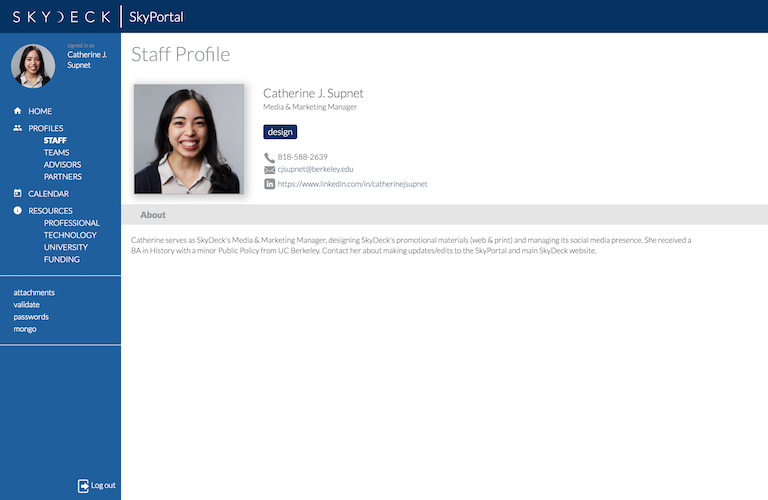 SKYDECK SkyPortal
signed in as
Catherine J.
Supnet
HOME
PROFILES
STAFF
TEAMS
ADVISORS
PARTNERS
CALENDAR
RESOURCES
PROFESSIONAL
TECHNOLOGY
UNIVERSITY
FUNDING
attachments
validate
passwords
mongo
Log out
Staff Profile
Catherine J. Supnet
Media & Marketing Manager
design
818-588-2639
cjsupnet@berkeley.edu
in https://www.linkedin.com/in/catherinejsupnet
About
Catherine serves as SkyDeck's Media & Marketing Manager, designing SkyDeck's promotional materials (web & print) and managing its social media presence. She received a
BA in History with a minor Public Policy from UC Berkeley. Contact her about making updates/edits to the SkyPortal and main SkyDeck website.